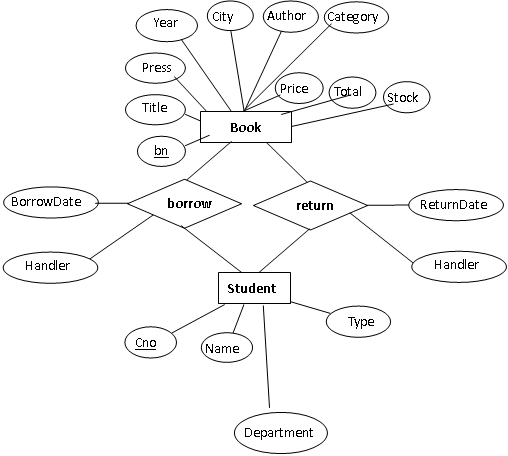 City
Author
Category
Year
Press
Price
Total
Stock
Title
Book
bn
BorrowDate
borrow
return
ReturnDate
Handler
Handler
Student
Cno
Name
Type
Department